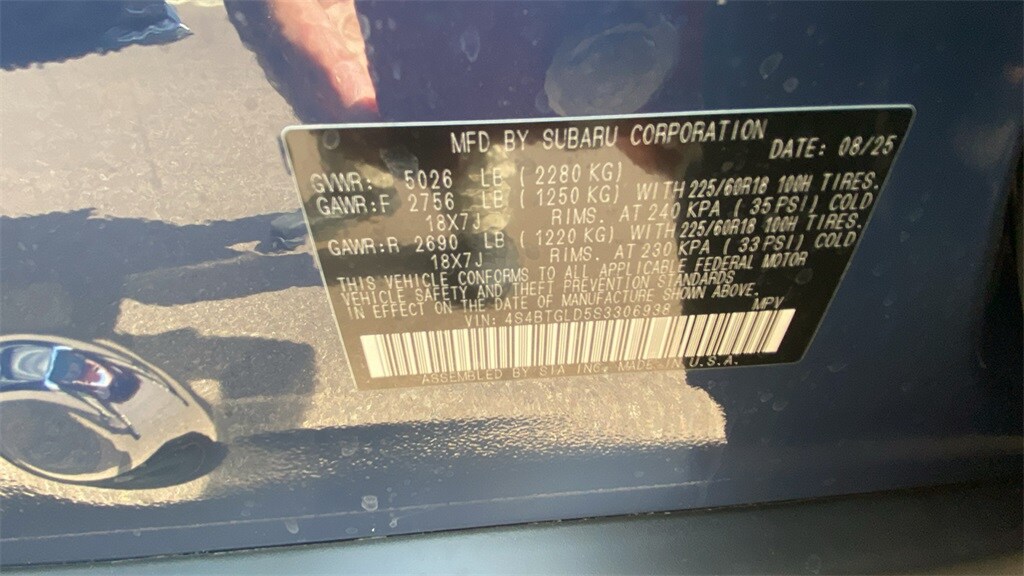 MFD. BY SUBARU CORPORATION
DATE: 08/25
GVWR: 5026 LB ( 2280 KG)
GAWR:F 2756 LB ( 1250 KG) WITH 225/60R18 100H TIRES.
18X7J RIMS. AT 240 KPA ( 35 PSI) COLD
GAWR:R 2690 LB ( 1220 KG) WITH 225/60R18 100H TIRES.
18X7J RIMS. AT 230 KPA ( 33 PSI) COLD
THIS VEHICLE CONFORMS TO ALL APPLICABLE FEDERAL MOTOR
VEHICLE SAFETY AND THEFT PREVENTION STANDARDS
IN EFFECT ON THE DATE OF MANUFACTURE SHOWN ABOVE.
VIN: 4S4BTGLD5S3306938 MPV
ASSEMBLED BY SIA, INC. MADE IN U.S.A.